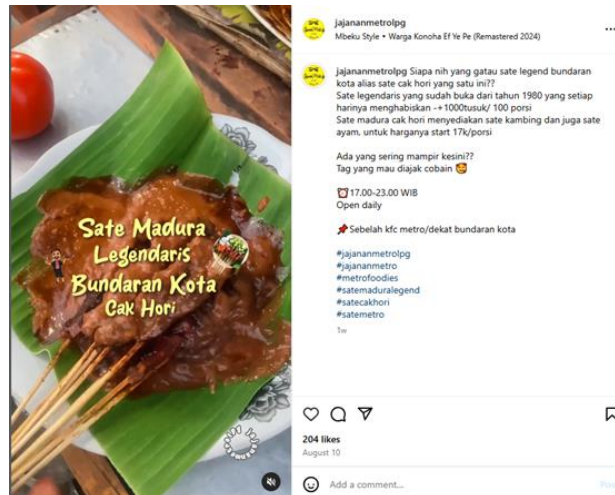 Sate Madura
Legendaris
Bundaran Kota
Cak Hori
jajananmetrolpg
Mbeku Style • Warga Konoha Ef Ye Pe (Remastered 2024)
jajananmetrolpg Siapa nih yang gatau sate legend bundaran
kota alias sate cak hori yang satu ini??
Sate legendaris yang sudah buka dari tahun 1980 yang setiap
harinya menghabiskan -+1000tusuk/ 100 porsi
Sate madura cak hori menyediakan sate kambing dan juga sate
ayam, untuk harganya start 17k/porsi
Ada yang sering mampir kesini??
Tag yang mau diajak cobain 🥰
⏰17.00-23.00 WIB
Open daily
📌Sebelah kfc metro/dekat bundaran kota
#jajananmetrolpg
#jajananmetro
#metrofoodies
#satemaduralegend
#satecakhori
#satemetro
1w
204 likes
August 10
Add a comment...
Post